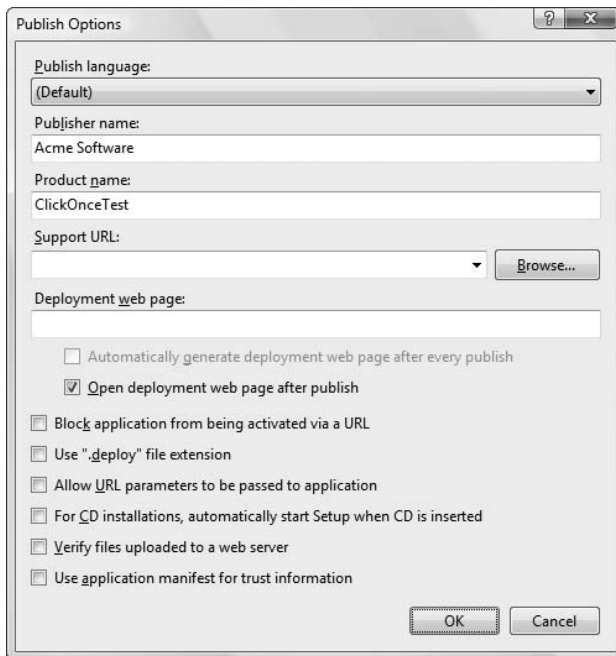 Publish Options
Publish language:
(Default)
Publisher name:
Acme Software
Product name:
ClickOnceTest
Support URL:
Browse...
Deployment web page:
Automatically generate deployment web page after every publish
Open deployment web page after publish
Block application from being activated via a URL
Use ".deploy" file extension
Allow URL parameters to be passed to application
For CD installations, automatically start Setup when CD is inserted
Verify files uploaded to a web server
Use application manifest for trust information
OK Cancel